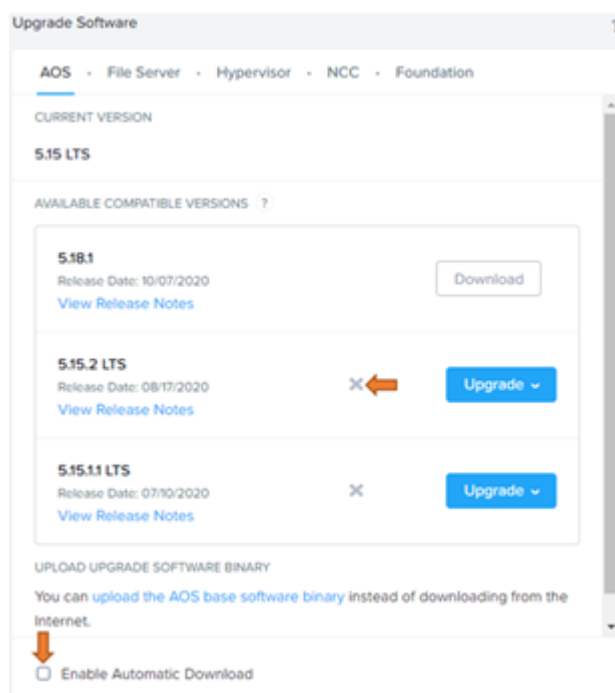 Upgrade Software
AOS · File Server · Hypervisor · NCC · Foundation
CURRENT VERSION
5.15 LTS
AVAILABLE COMPATIBLE VERSIONS ?
5.18.1
Release Date: 10/07/2020
Download
View Release Notes
5.15.2 LTS
Release Date: 08/17/2020
Upgrade
View Release Notes
5.15.1.1 LTS
Release Date: 07/10/2020
Upgrade
View Release Notes
UPLOAD UPGRADE SOFTWARE BINARY
You can upload the AOS base software binary instead of downloading from the
Internet.
Enable Automatic Download